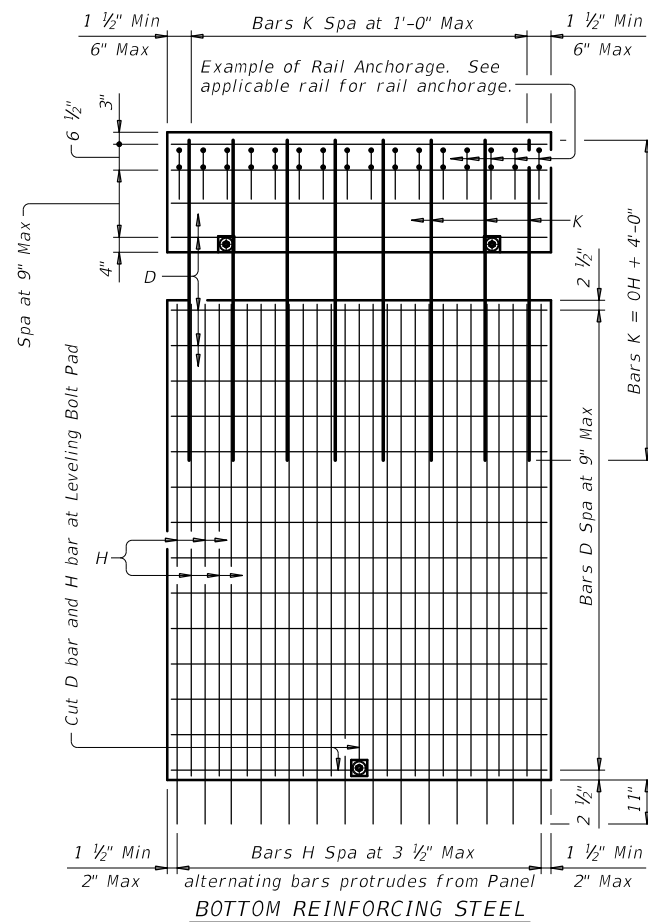 1 ½" Min
6" Max
Bars K Spa at 1'-0" Max
1 ½" Min
6" Max
Example of Rail Anchorage. See
applicable rail for rail anchorage.
3"
6 ½"
Spa at 9" Max
4"
D
K
2 ½"
Bars K = OH + 4'-0"
Cut D bar and H bar at Leveling Bolt Pad
H
Bars D Spa at 9" Max
2 ½"
11"
1 ½" Min
2" Max
Bars H Spa at 3 ½" Max
alternating bars protrudes from Panel
1 ½" Min
2" Max
BOTTOM REINFORCING STEEL